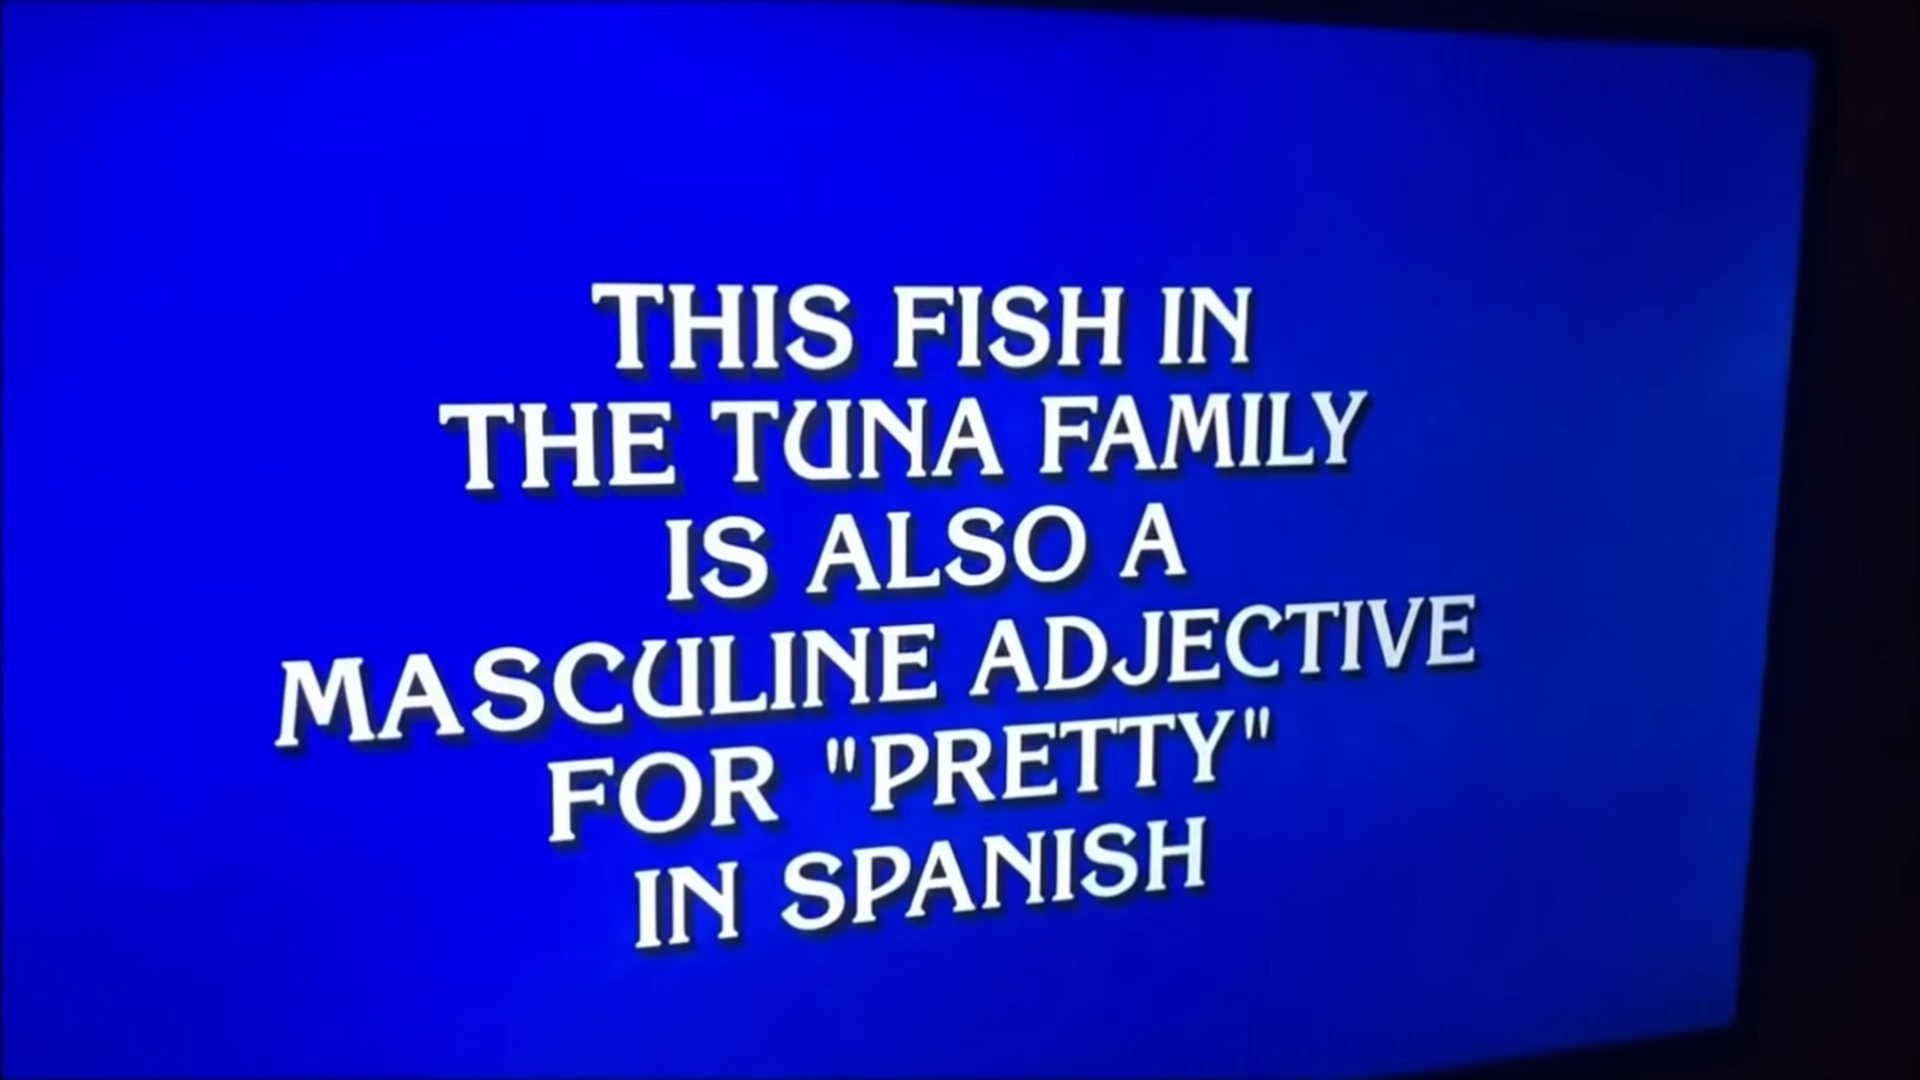 THIS FISH IN
THE TUNA FAMILY
IS ALSO A
MASCULINE ADJECTIVE
FOR "PRETTY"
IN SPANISH